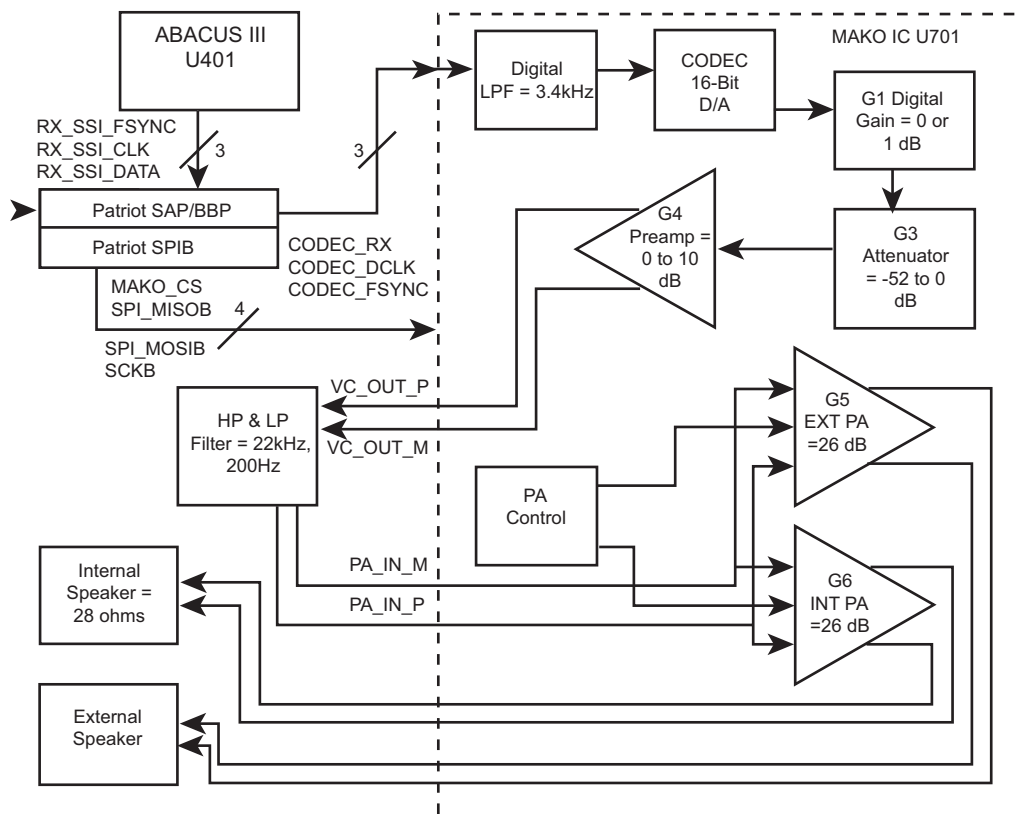 ABACUS III
U401
MAKO IC U701
Digital
LPF = 3.4kHz
CODEC
16-Bit
D/A
G1 Digital
Gain = 0 or
1 dB
RX_SSI_FSYNC
RX_SSI_CLK
RX_SSI_DATA
3
3
Patriot SAP/BBP
Patriot SPIB
CODEC_RX
CODEC_DCLK
CODEC_FSYNC
G4
Preamp =
0 to 10
dB
G3
Attenuator
= -52 to 0
dB
MAKO_CS
SPI_MISOB
4
SPI_MOSIB
SCKB
VC_OUT_P
VC_OUT_M
HP & LP
Filter = 22kHz,
200Hz
G5
EXT PA
=26 dB
PA
Control
PA_IN_M
PA_IN_P
Internal
Speaker =
28 ohms
G6
INT PA
=26 dB
External
Speaker